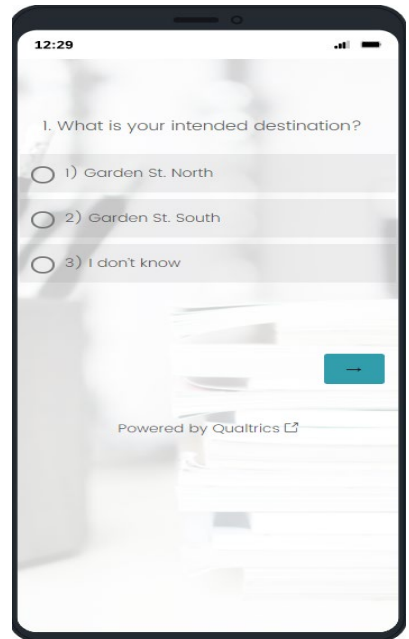 12:29
1. What is your intended destination?
1) Garden St. North
2) Garden St. South
3) I don't know
→
Powered by Qualtrics